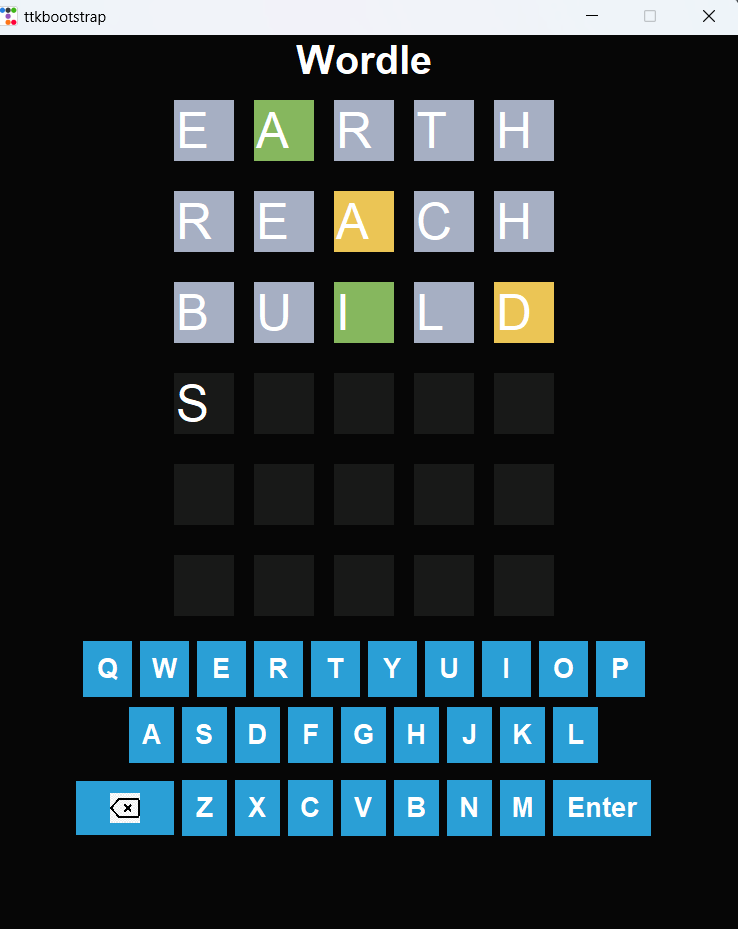 ttkbootstrap
Wordle
E A R T H
R E A C H
B U I L D
S
Q W E R T Y U I O P
A S D F G H J K L
Z X C V B N M Enter